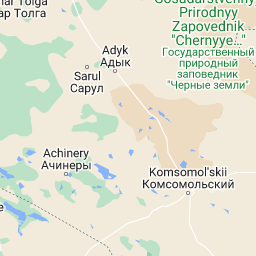 Tolga
ар Толга
Zapovednik
"Chernyye…"
Государственный
природный
заповедник
"Черные земли"
Prirodnyy
Adyk
Адык
Sarul
Сарул
Achinery
Ачинеры
Komsomol'skii
Комсомольский